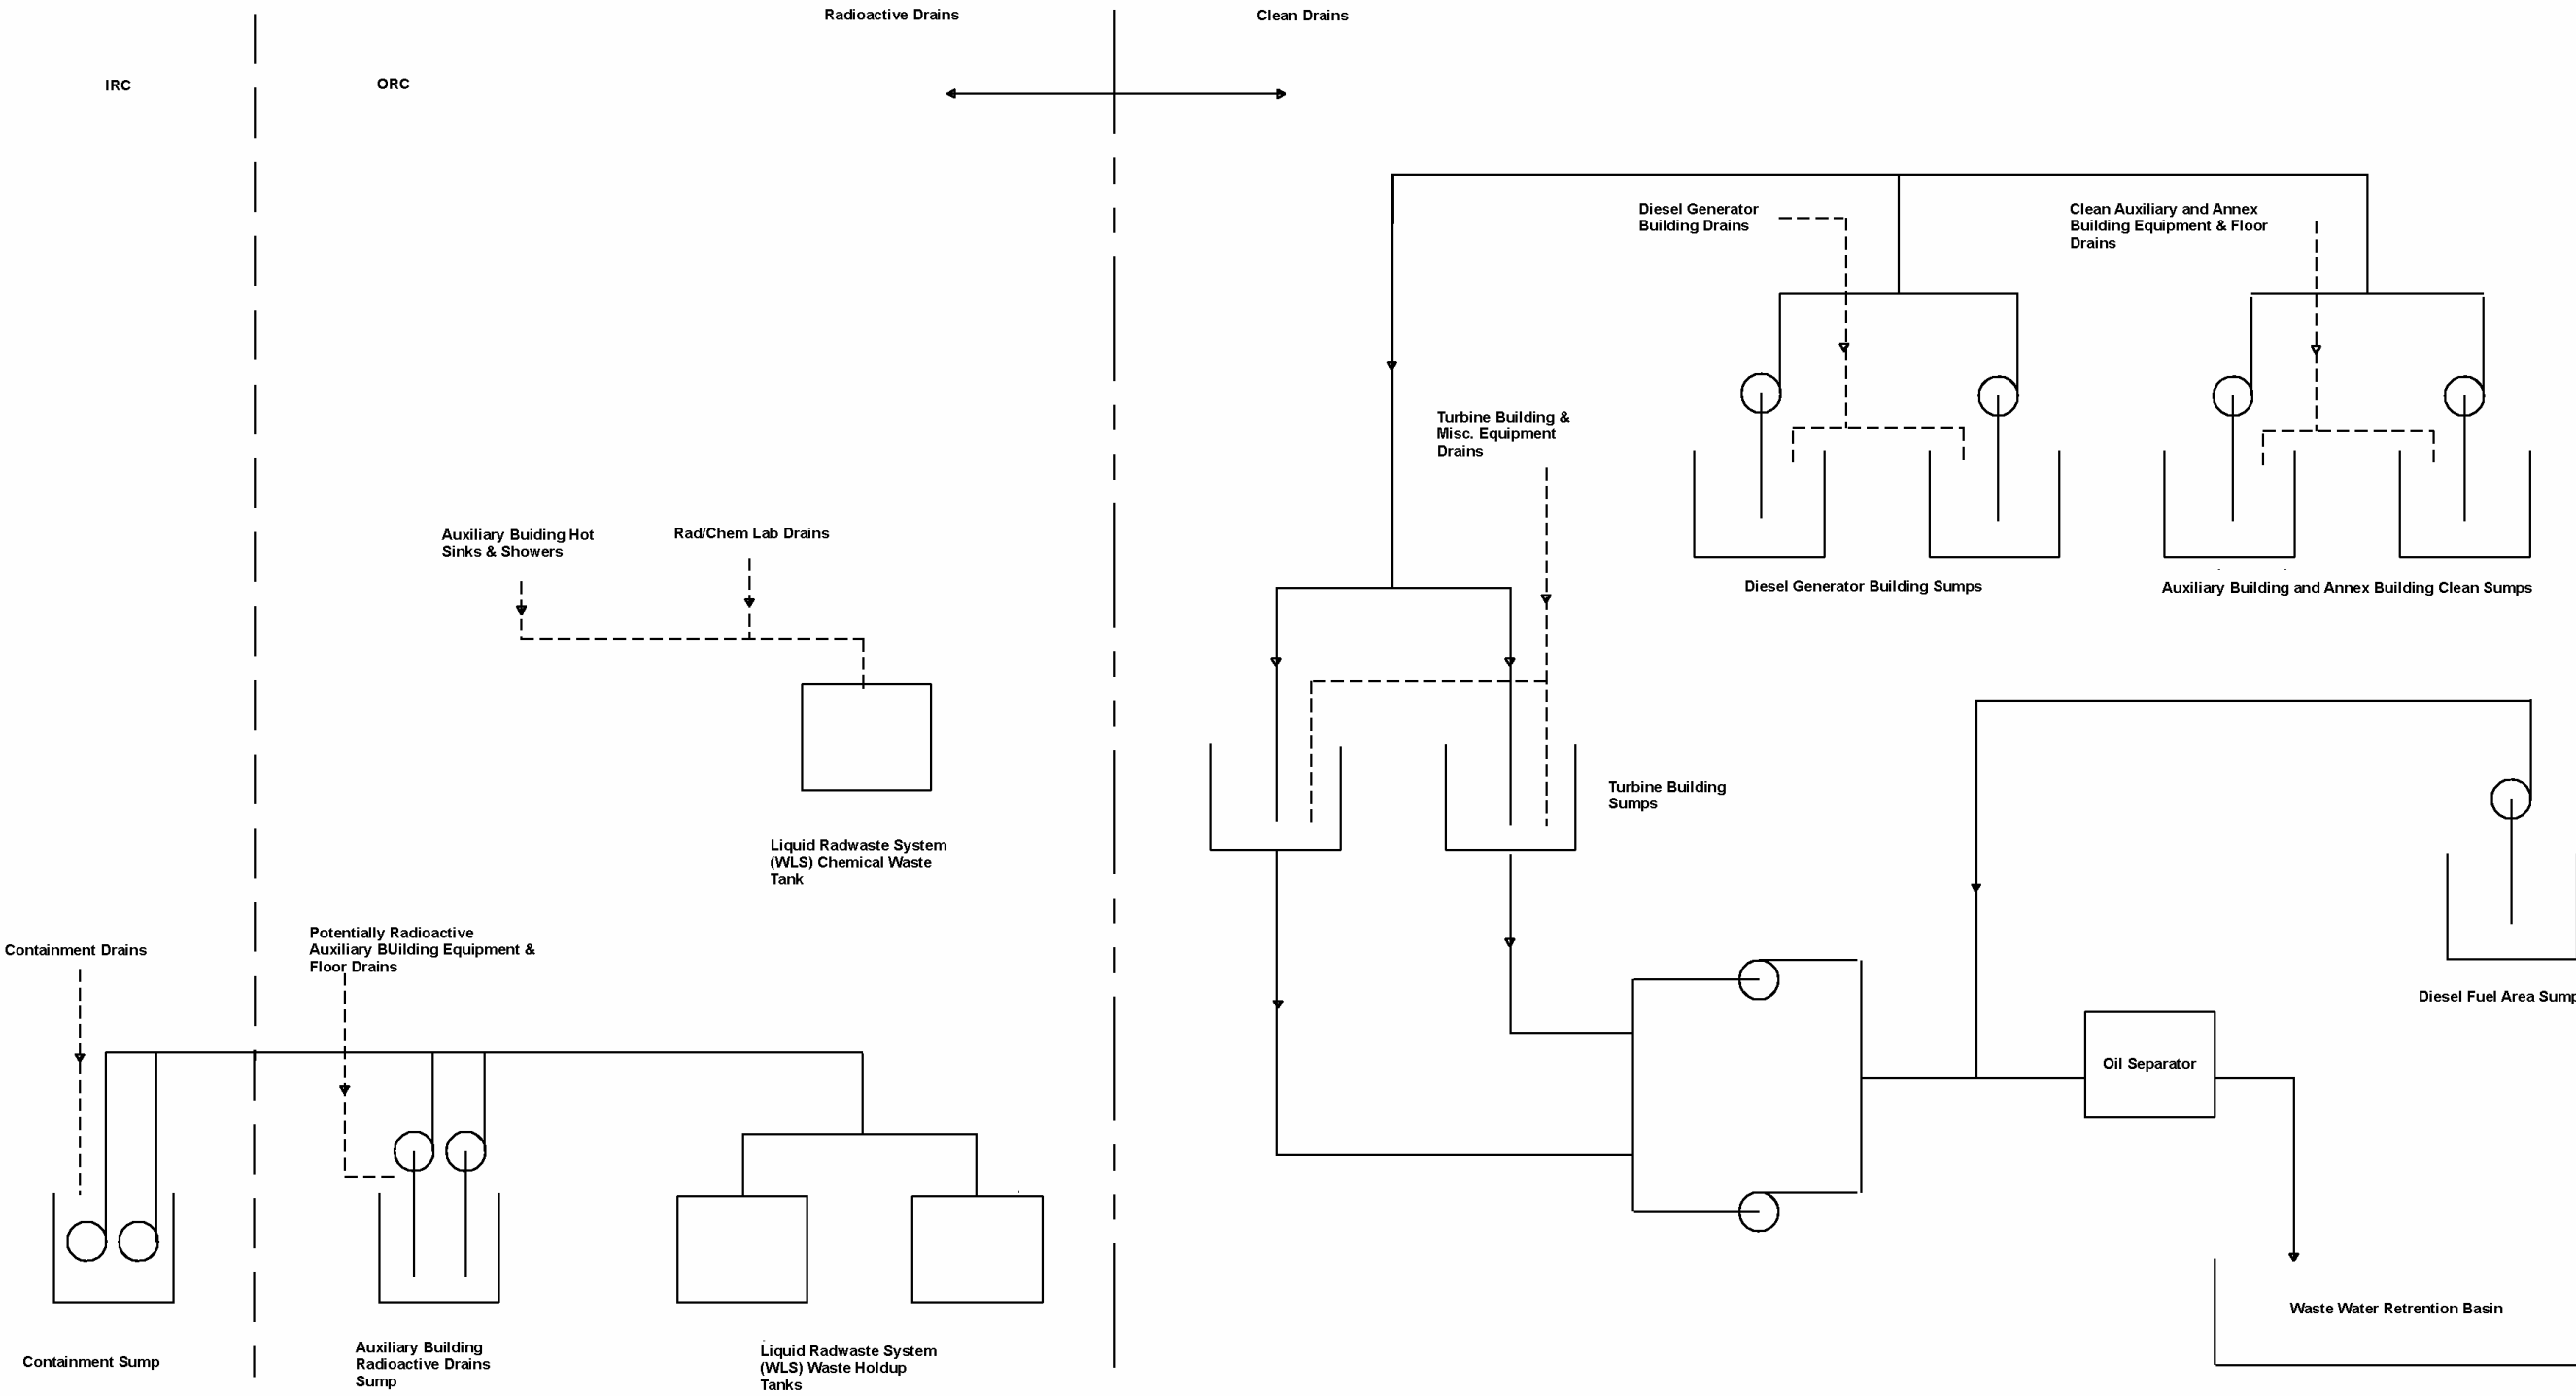 Radioactive Drains
Clean Drains
IRC
ORC
Diesel Generator
Building Drains
Clean Auxiliary and Annex
Building Equipment & Floor
Drains
Turbine Building &
Misc. Equipment
Drains
Auxiliary Buiding Hot
Sinks & Showers
Rad/Chem Lab Drains
Diesel Generator Building Sumps
Auxiliary Building and Annex Building Clean Sumps
Turbine Building
Sumps
Liquid Radwaste System
(WLS) Chemical Waste
Tank
Containment Drains
Potentially Radioactive
Auxiliary BUilding Equipment &
Floor Drains
Diesel Fuel Area Sump
Oil Separator
Waste Water Retrention Basin
Containment Sump
Auxiliary Building
Radioactive Drains
Sump
Liquid Radwaste System
(WLS) Waste Holdup
Tanks